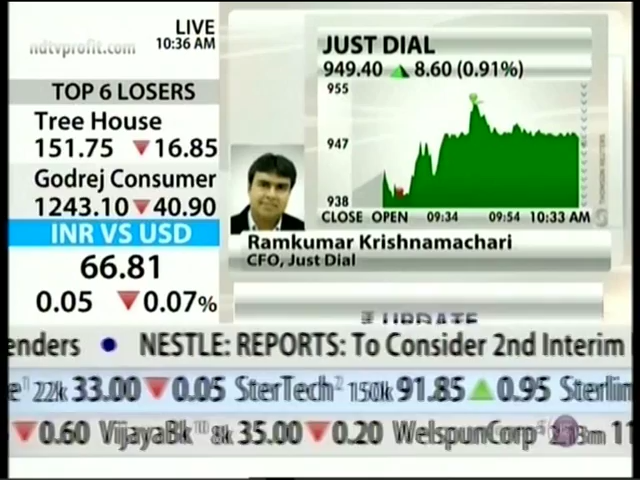 ndtvprofit.com
LIVE
10:36 AM
TOP 6 LOSERS
Tree House
151.75 ▼ 16.85
Godrej Consumer
1243.10 ▼ 40.90
INR VS USD
66.81
0.05 ▼ 0.07%
JUST DIAL
949.40 ▲ 8.60 (0.91%)
955
947
938
CLOSE OPEN 09:34 09:54 10:33 AM
THOMSON REUTERS
Ramkumar Krishnamachari
CFO, Just Dial
UPDATE
enders ● NESTLE: REPORTS: To Consider 2nd Interim
22k 33.00 ▼ 0.05 SterTech 150k 91.85 ▲ 0.95 Sterlin
▼ 0.60 VijayaBk 8k 35.00 ▼ 0.20 WelspunCorp